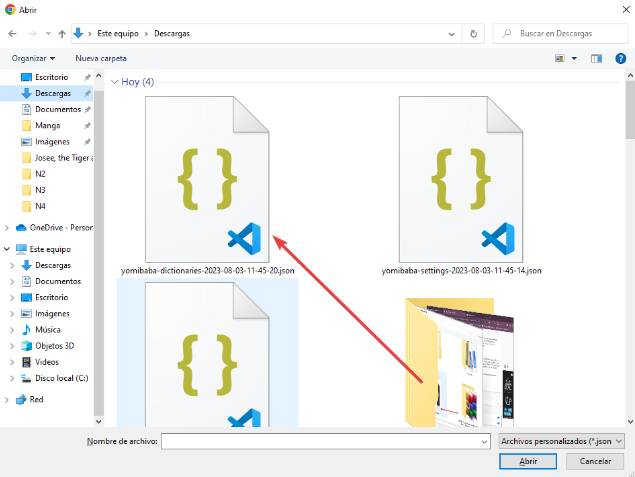 Abrir
Este equipo
Descargas
Buscar en Descargas
Organizar
Nueva carpeta
Escritorio
Descargas
Documentos
Manga
Imágenes
Josee, the Tiger a
N2
N3
N4
OneDrive - Person
Este equipo
Descargas
Documentos
Escritorio
Imágenes
Música
Objetos 3D
Videos
Disco local (C:)
Red
Hoy (4)
yomibaba-dictionaries-2023-08-03-11-45-20.json
yomibaba-settings-2023-08-03-11-45-14.json
Nombre de archivo:
Archivos personalizados (*.json
Abrir
Cancelar